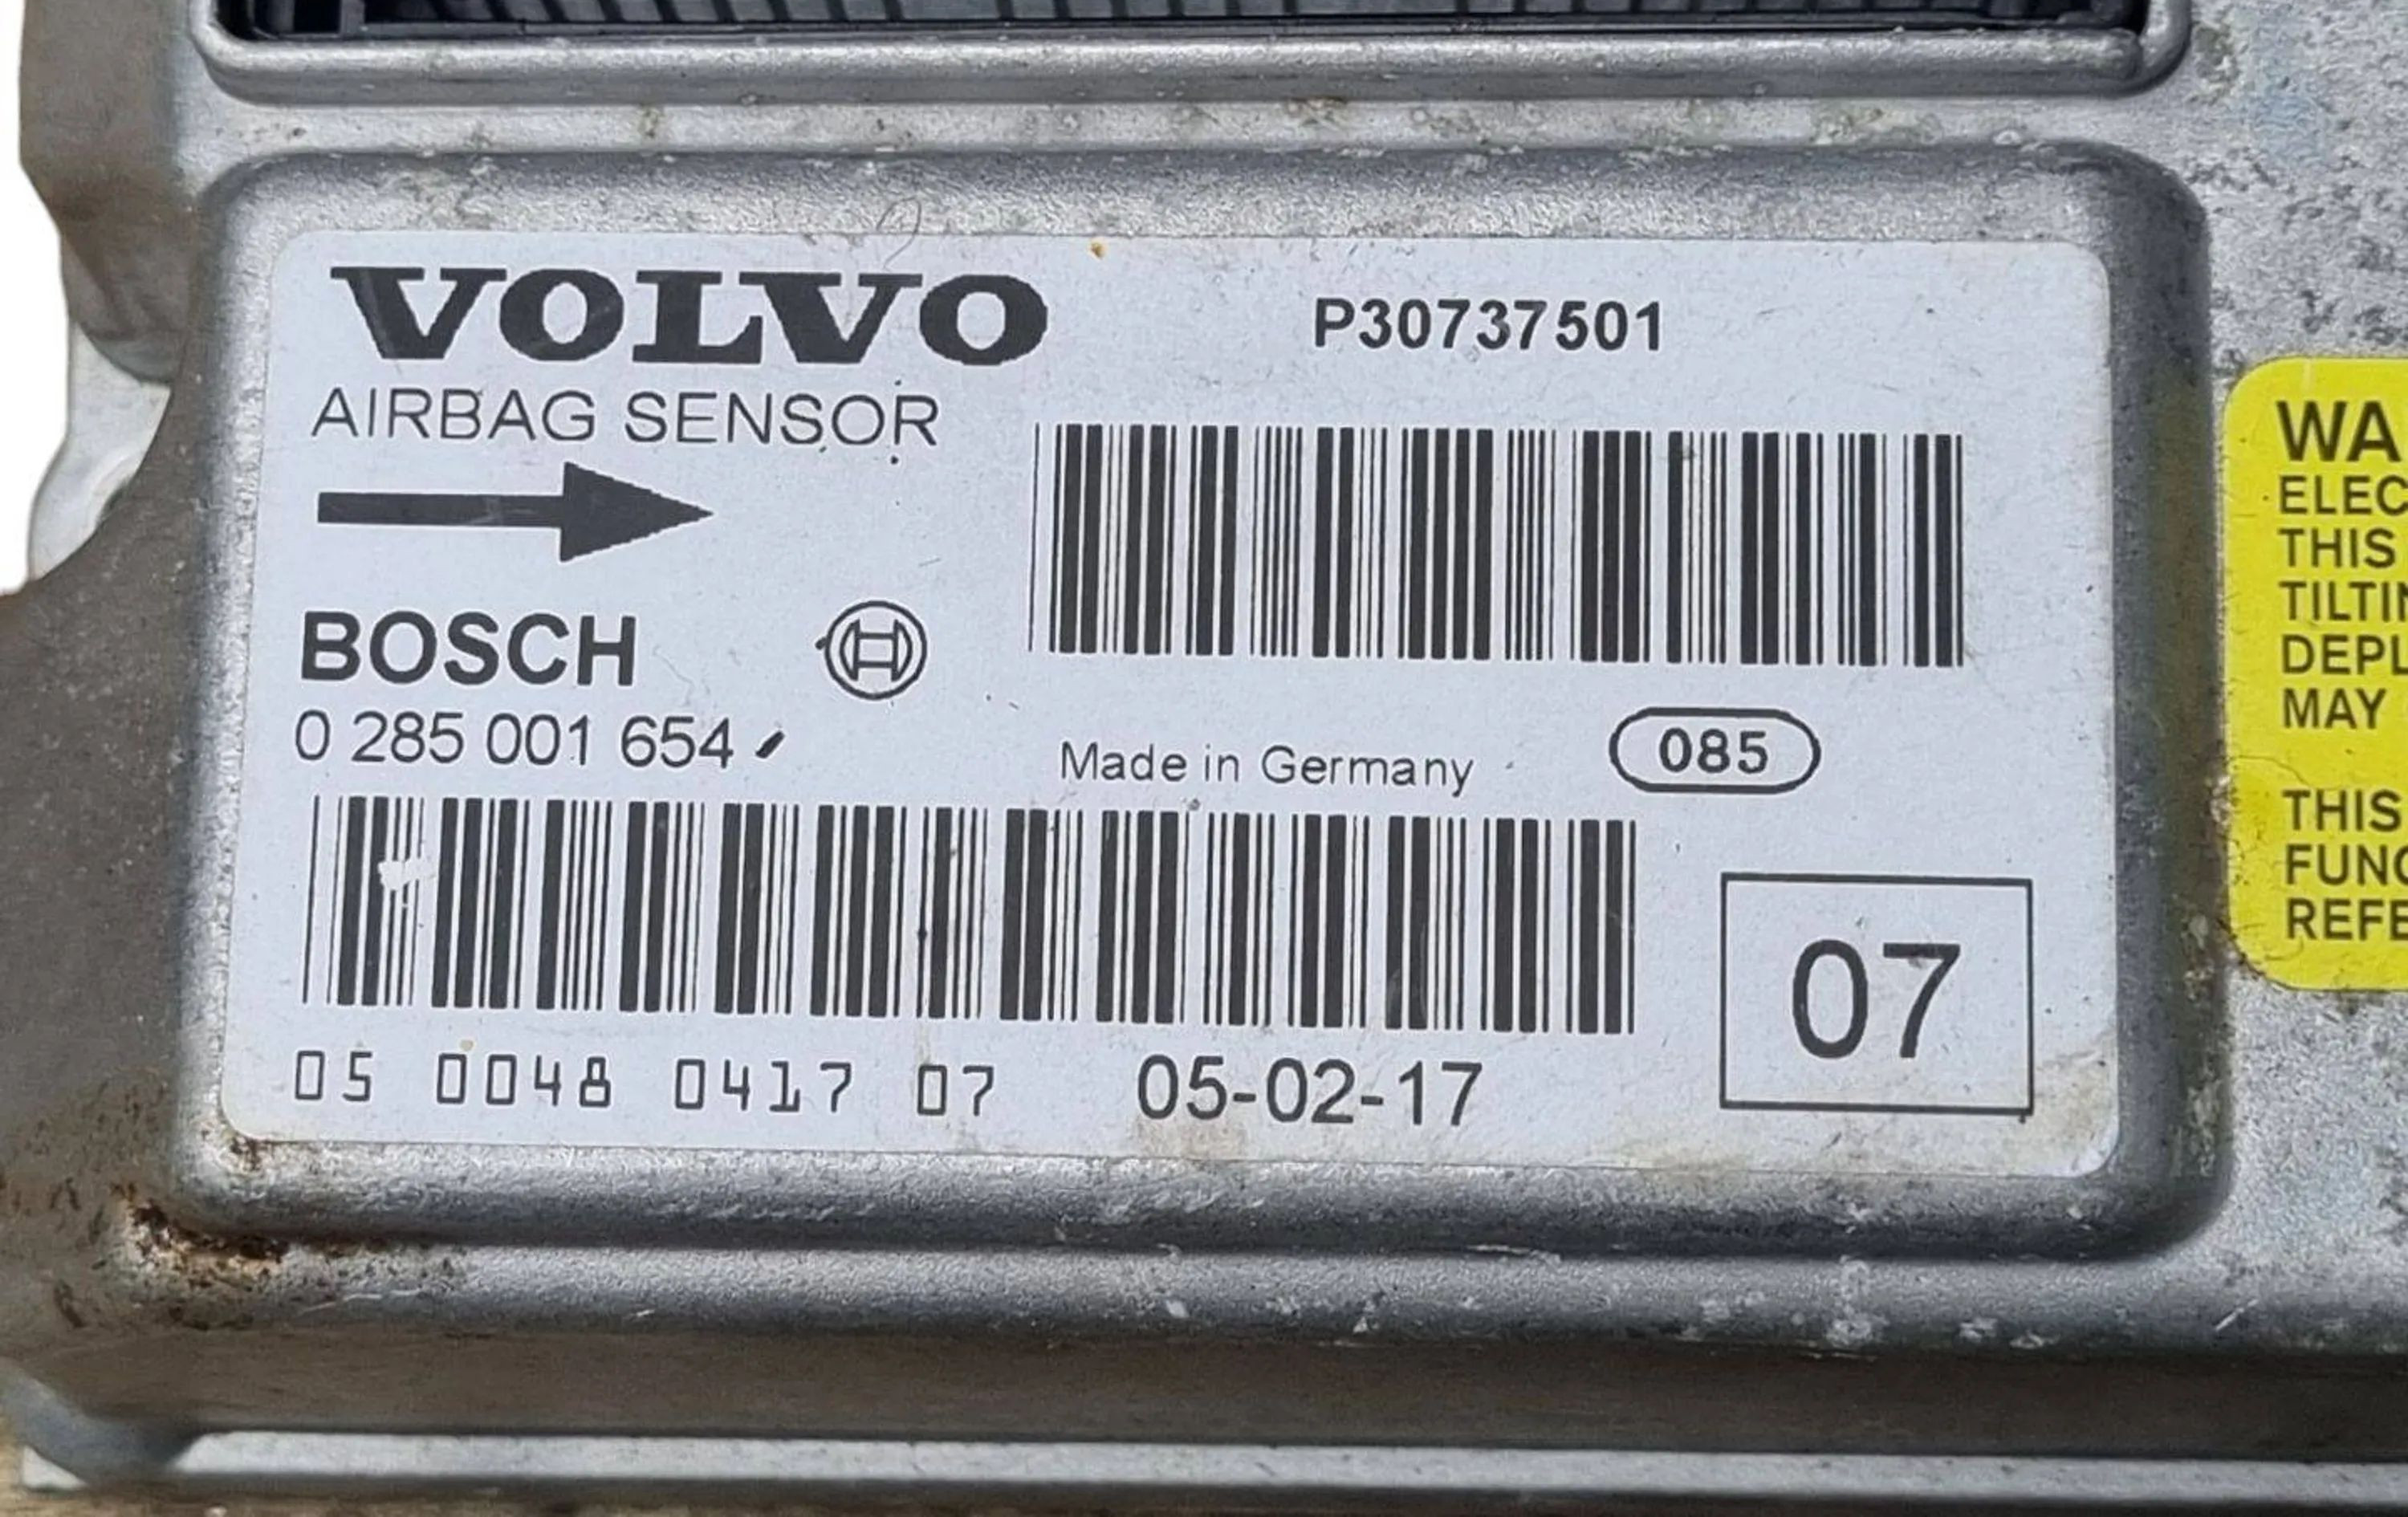 VOLVO
P30737501
AIRBAG SENSOR
BOSCH
0 285 001 654
Made in Germany
085
05 0048 0417 07
05-02-17
07
WA
ELEC
THIS
TILTIN
DEPL
MAY
THIS
FUNC
REFE